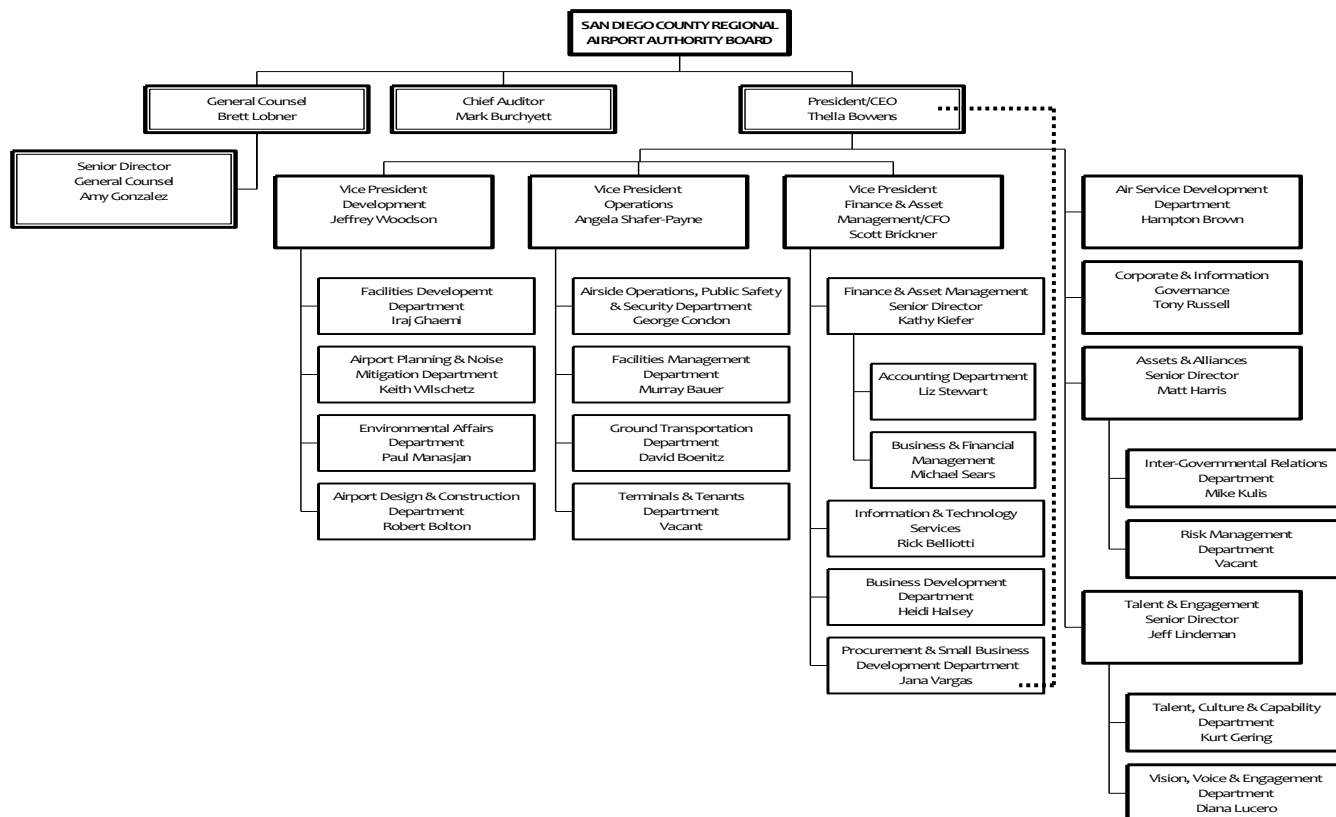 SAN DIEGO COUNTY REGIONAL
AIRPORT AUTHORITY BOARD
General Counsel
Brett Lobner
Chief Auditor
Mark Burchyett
President/CEO
Thella Bowens
Senior Director
General Counsel
Amy Gonzalez
Vice President
Development
Jeffrey Woodson
Vice President
Operations
Angela Shafer-Payne
Vice President
Finance & Asset
Management/CFO
Scott Brickner
Air Service Development
Department
Hampton Brown
Facilities Developemt
Department
Iraj Ghaemi
Airport Planning & Noise
Mitigation Department
Keith Wilschetz
Environmental Affairs
Department
Paul Manasjan
Airport Design & Construction
Department
Robert Bolton
Airside Operations, Public Safety
& Security Department
George Condon
Facilities Management
Department
Murray Bauer
Ground Transportation
Department
David Boenitz
Terminals & Tenants
Department
Vacant
Finance & Asset Management
Senior Director
Kathy Kiefer
Accounting Department
Liz Stewart
Business & Financial
Management
Michael Sears
Information & Technology
Services
Rick Belliotti
Business Development
Department
Heidi Halsey
Procurement & Small Business
Development Department
Jana Vargas
Corporate & Information
Governance
Tony Russell
Assets & Alliances
Senior Director
Matt Harris
Inter-Governmental Relations
Department
Mike Kulis
Risk Management
Department
Vacant
Talent & Engagement
Senior Director
Jeff Lindeman
Talent, Culture & Capability
Department
Kurt Gering
Vision, Voice & Engagement
Department
Diana Lucero